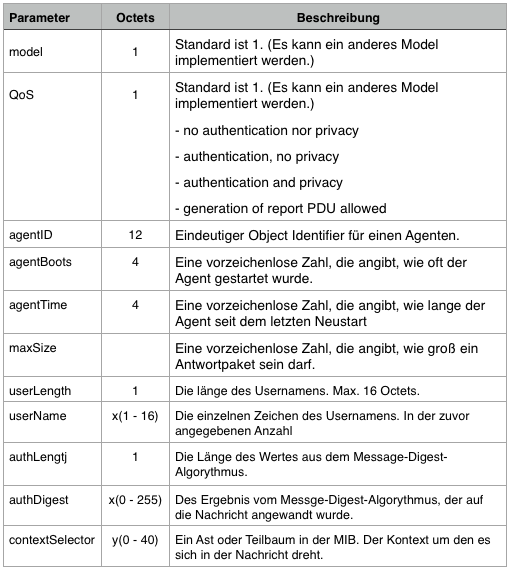 Parameter Octets Beschreibung
model 1 Standard ist 1. (Es kann ein anderes Model
implementiert werden.)
QoS 1 Standard ist 1. (Es kann ein anderes Model
implementiert werden.)
- no authentication nor privacy
- authentication, no privacy
- authentication and privacy
- generation of report PDU allowed
agentID 12 Eindeutiger Object Identifier für einen Agenten.
agentBoots 4 Eine vorzeichenlose Zahl, die angibt, wie oft der
Agent gestartet wurde.
agentTime 4 Eine vorzeichenlose Zahl, die angibt, wie lange der
Agent seit dem letzten Neustart
maxSize Eine vorzeichenlose Zahl, die angibt, wie groß ein
Antwortpaket sein darf.
userLength 1 Die länge des Usernamens. Max. 16 Octets.
userName x(1 - 16) Die einzelnen Zeichen des Usernamens. In der zuvor
angegebenen Anzahl
authLengtj 1 Die Länge des Wertes aus dem Message-Digest-
Algorythmus.
authDigest x(0 - 255) Des Ergebnis vom Messge-Digest-Algorythmus, der auf
die Nachricht angewandt wurde.
contextSelector y(0 - 40) Ein Ast oder Teilbaum in der MIB. Der Kontext um den es
sich in der Nachricht dreht.